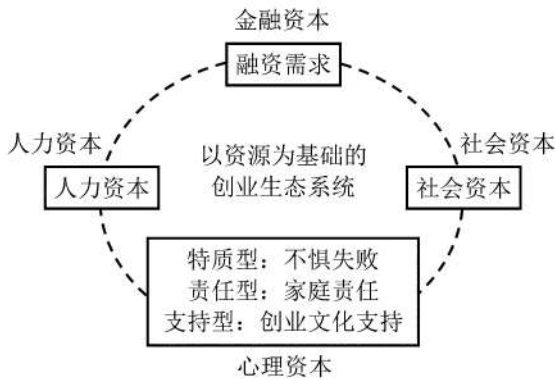 金融资本
融资需求
人力资本
社会资本
以资源为基础的
创业生态系统
人力资本
社会资本
特质型：不惧失败
责任型：家庭责任
支持型：创业文化支持
心理资本